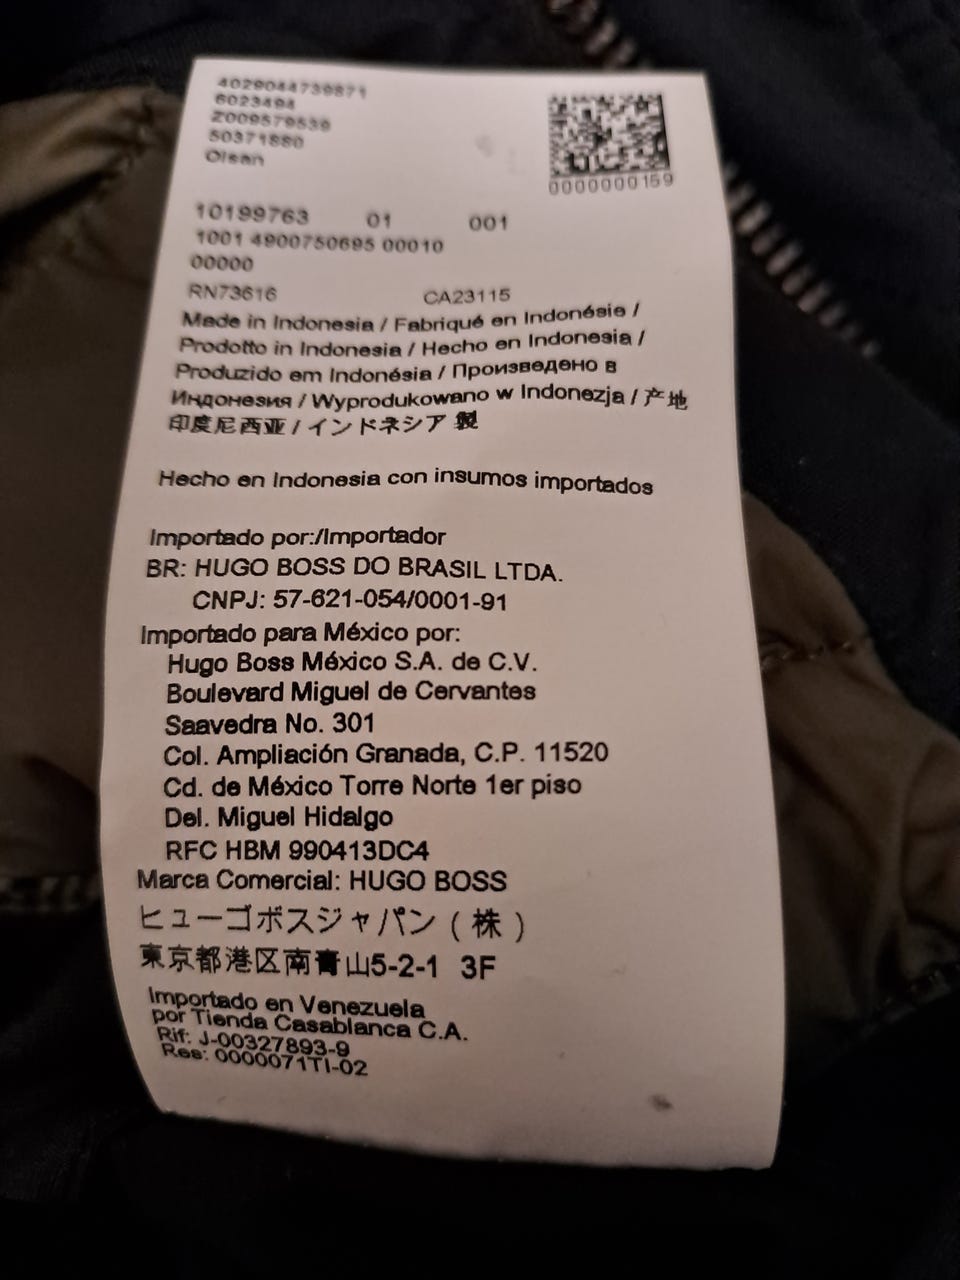 4029044739871
6023494
Z009579536
50371880
Olsan
0000000159
10199763 01 001
1001 4900750695 00010
00000
RN73616 CA23115
Made in Indonesia / Fabriqué en Indonésie /
Prodotto in Indonesia / Hecho en Indonesia /
Produzido em Indonésia / Произведено в
Индонезия / Wyprodukowano w Indonezja / 产地
印度尼西亚 / インドネシア 製
Hecho en Indonesia con insumos importados
Importado por:/Importador
BR: HUGO BOSS DO BRASIL LTDA.
CNPJ: 57-621-054/0001-91
Importado para México por:
Hugo Boss México S.A. de C.V.
Boulevard Miguel de Cervantes
Saavedra No. 301
Col. Ampliación Granada, C.P. 11520
Cd. de México Torre Norte 1er piso
Del. Miguel Hidalgo
RFC HBM 990413DC4
Marca Comercial: HUGO BOSS
ヒューゴボスジャパン ( 株 )
東京都港区南青山5-2-1 3F
Importado en Venezuela
por Tienda Casablanca C.A.
Rif: J-00327893-9
Res: 0000071TI-02